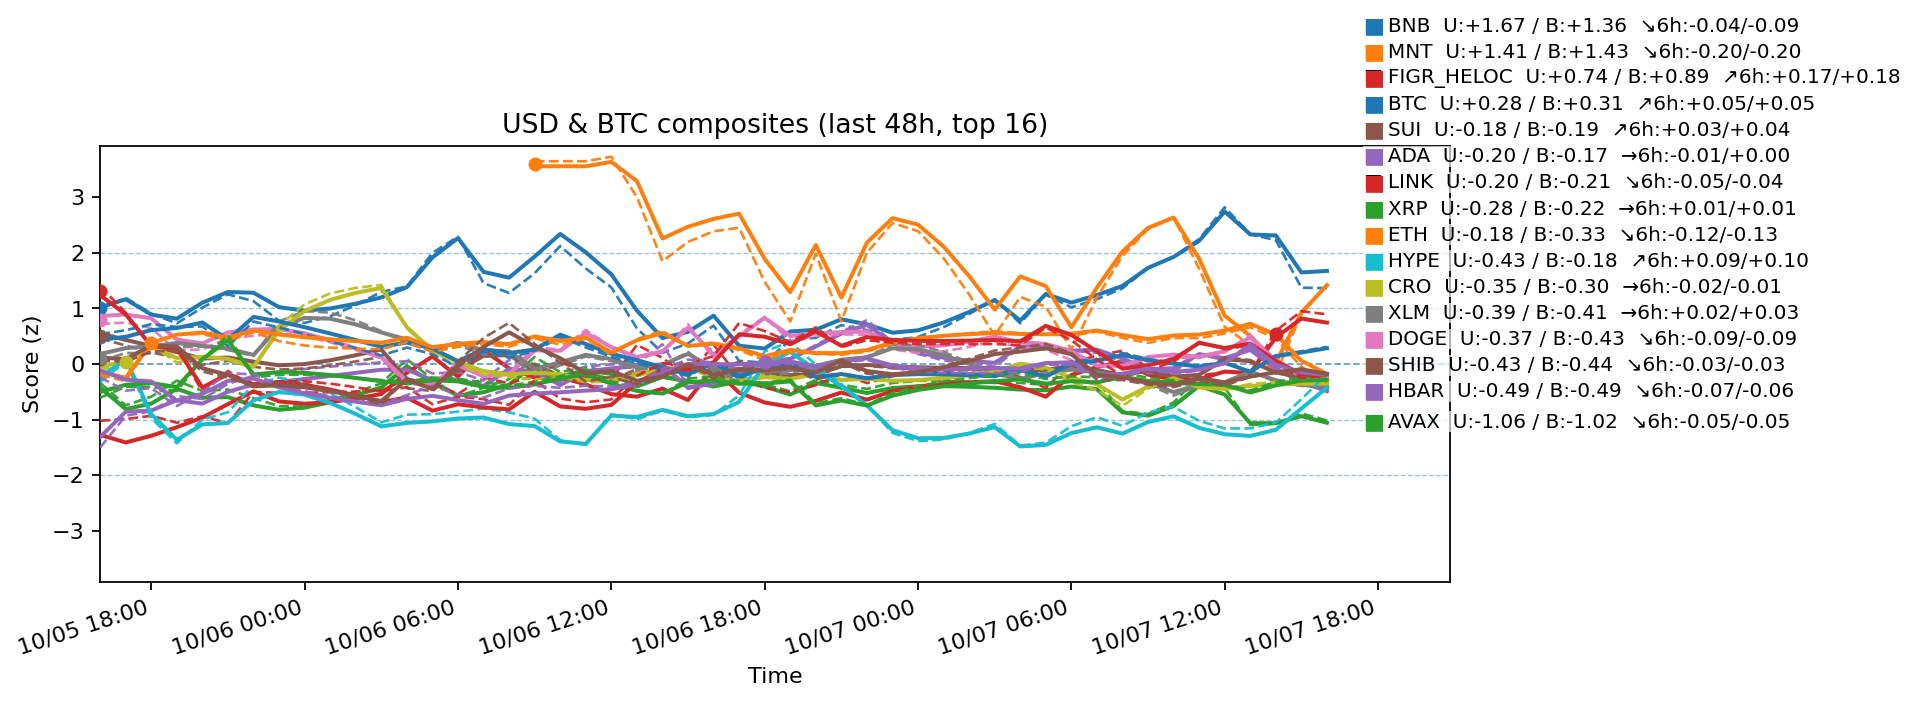 BNB U:+1.67 / B:+1.36 ↘6h:-0.04/-0.09
MNT U:+1.41 / B:+1.43 ↘6h:-0.20/-0.20
FIGR_HELOC U:+0.74 / B:+0.89 ↗6h:+0.17/+0.18
BTC U:+0.28 / B:+0.31 ↗6h:+0.05/+0.05
SUI U:-0.18 / B:-0.19 ↗6h:+0.03/+0.04
ADA U:-0.20 / B:-0.17 →6h:-0.01/+0.00
LINK U:-0.20 / B:-0.21 ↘6h:-0.05/-0.04
XRP U:-0.28 / B:-0.22 →6h:+0.01/+0.01
ETH U:-0.18 / B:-0.33 ↘6h:-0.12/-0.13
HYPE U:-0.43 / B:-0.18 ↗6h:+0.09/+0.10
CRO U:-0.35 / B:-0.30 →6h:-0.02/-0.01
XLM U:-0.39 / B:-0.41 →6h:+0.02/+0.03
DOGE U:-0.37 / B:-0.43 ↘6h:-0.09/-0.09
SHIB U:-0.43 / B:-0.44 ↘6h:-0.03/-0.03
HBAR U:-0.49 / B:-0.49 ↘6h:-0.07/-0.06
AVAX U:-1.06 / B:-1.02 ↘6h:-0.05/-0.05
USD & BTC composites (last 48h, top 16)
Score (z)
3
2
1
0
−1
−2
−3
10/05 18:00
10/06 00:00
10/06 06:00
10/06 12:00
10/06 18:00
10/07 00:00
10/07 06:00
10/07 12:00
10/07 18:00
Time